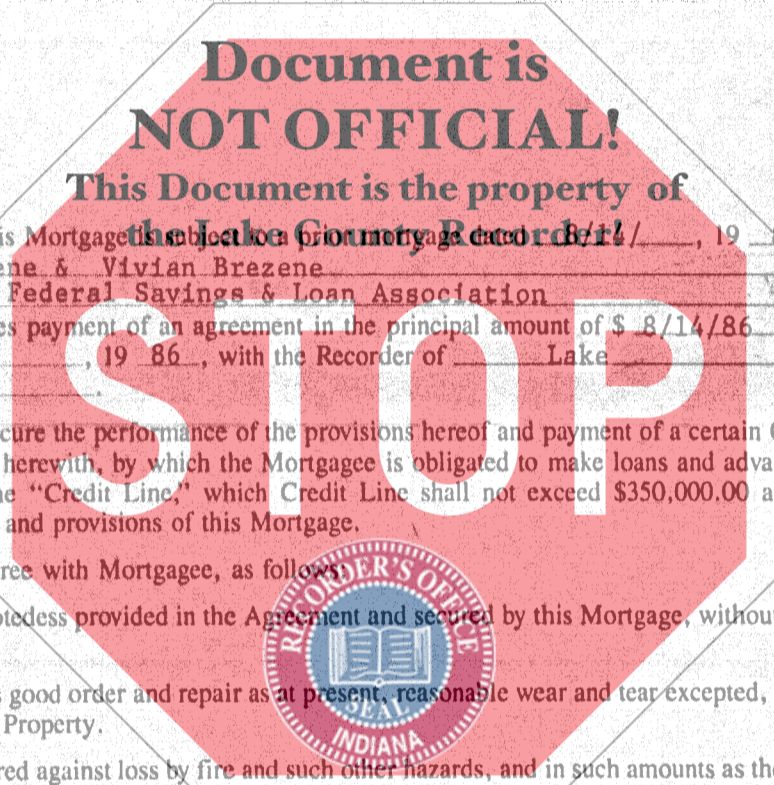 Document is
NOT OFFICIAL!
This Document is the property of
the Lake County Recorder!
is Mortgage is subject to a prior mortgage dated 8/14/ , 19
ene & Vivian Brezene
Federal Savings & Loan Association
es payment of an agreement in the principal amount of $ 8/14/86
, 19 86 , with the Recorder of Lake
STOP
cure the performance of the provisions hereof and payment of a certain
herewith, by which the Mortgagee is obligated to make loans and adva
ne "Credit Line," which Credit Line shall not exceed $350,000.00 a
and provisions of this Mortgage.
ree with Mortgagee, as follows:
btedess provided in the Agreement and secured by this Mortgage, without
RECORDER'S OFFICE
SEAL
INDIANA
s good order and repair as at present, reasonable wear and tear excepted,
Property.
red against loss by fire and such other hazards, and in such amounts as the